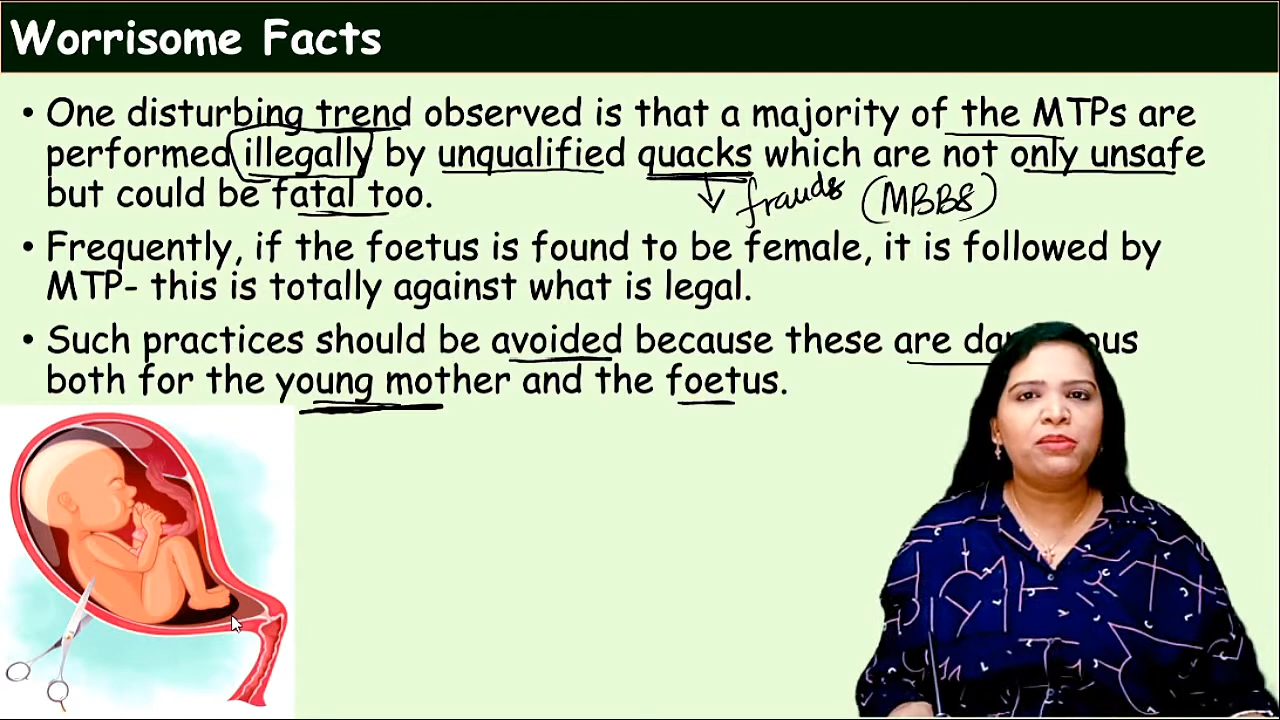 Worrisome Facts
• One disturbing trend observed is that a majority of the MTPs are
performed illegally by unqualified quacks which are not only unsafe
but could be fatal too.
frauds (MBBS)
• Frequently, if the foetus is found to be female, it is followed by
MTP- this is totally against what is legal.
• Such practices should be avoided because these are
both for the young mother and the foetus.